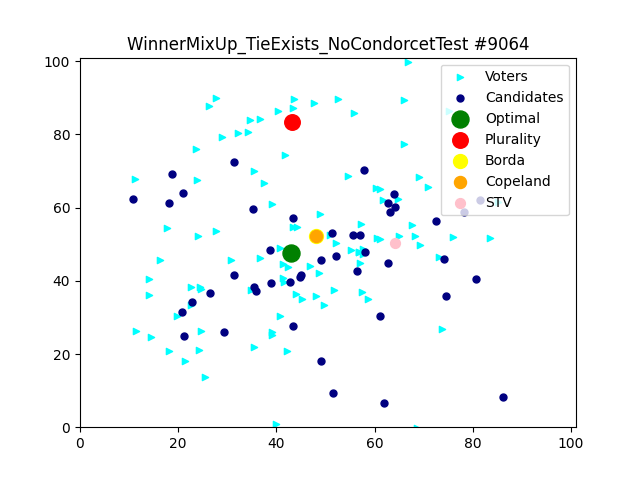 WinnerMixUp_TieExists_NoCondorcetTest #9064
Voters
Candidates
Optimal
Plurality
Borda
Copeland
STV
100
80
60
40
20
0
0 20 40 60 80 100